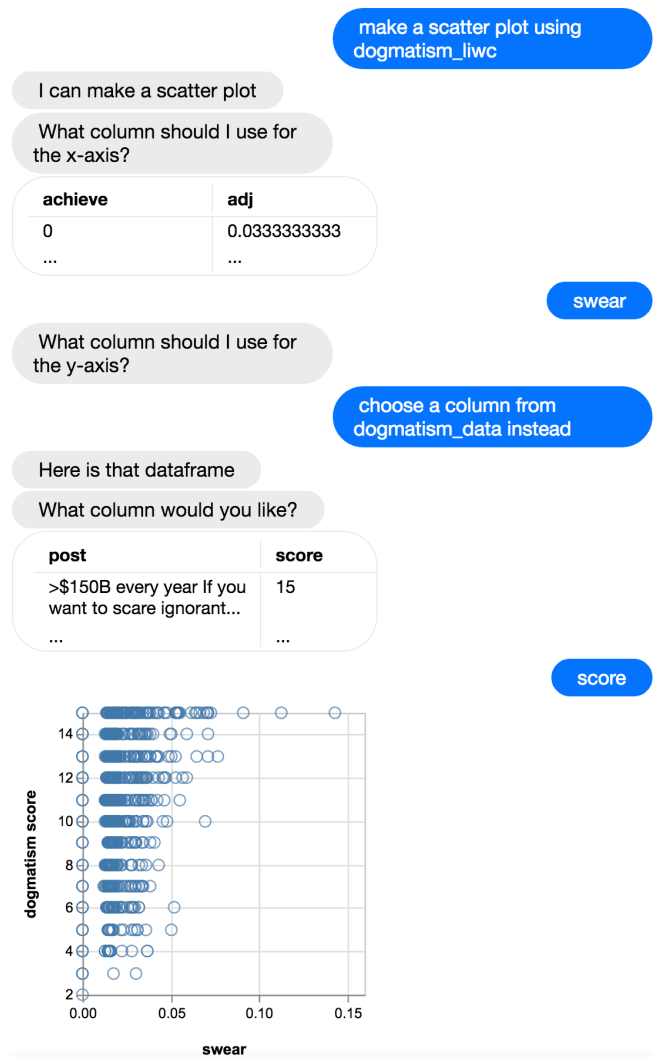 make a scatter plot using
dogmatism_liwc
I can make a scatter plot
What column should I use for
the x-axis?
achieve adj
0 0.0333333333
... ...
swear
What column should I use for
the y-axis?
choose a column from
dogmatism_data instead
Here is that dataframe
What column would you like?
post score
>$150B every year If you 15
want to scare ignorant...
... ...
score
14
12
10
8
6
4
2
dogmatism score
0.00 0.05 0.10 0.15
swear